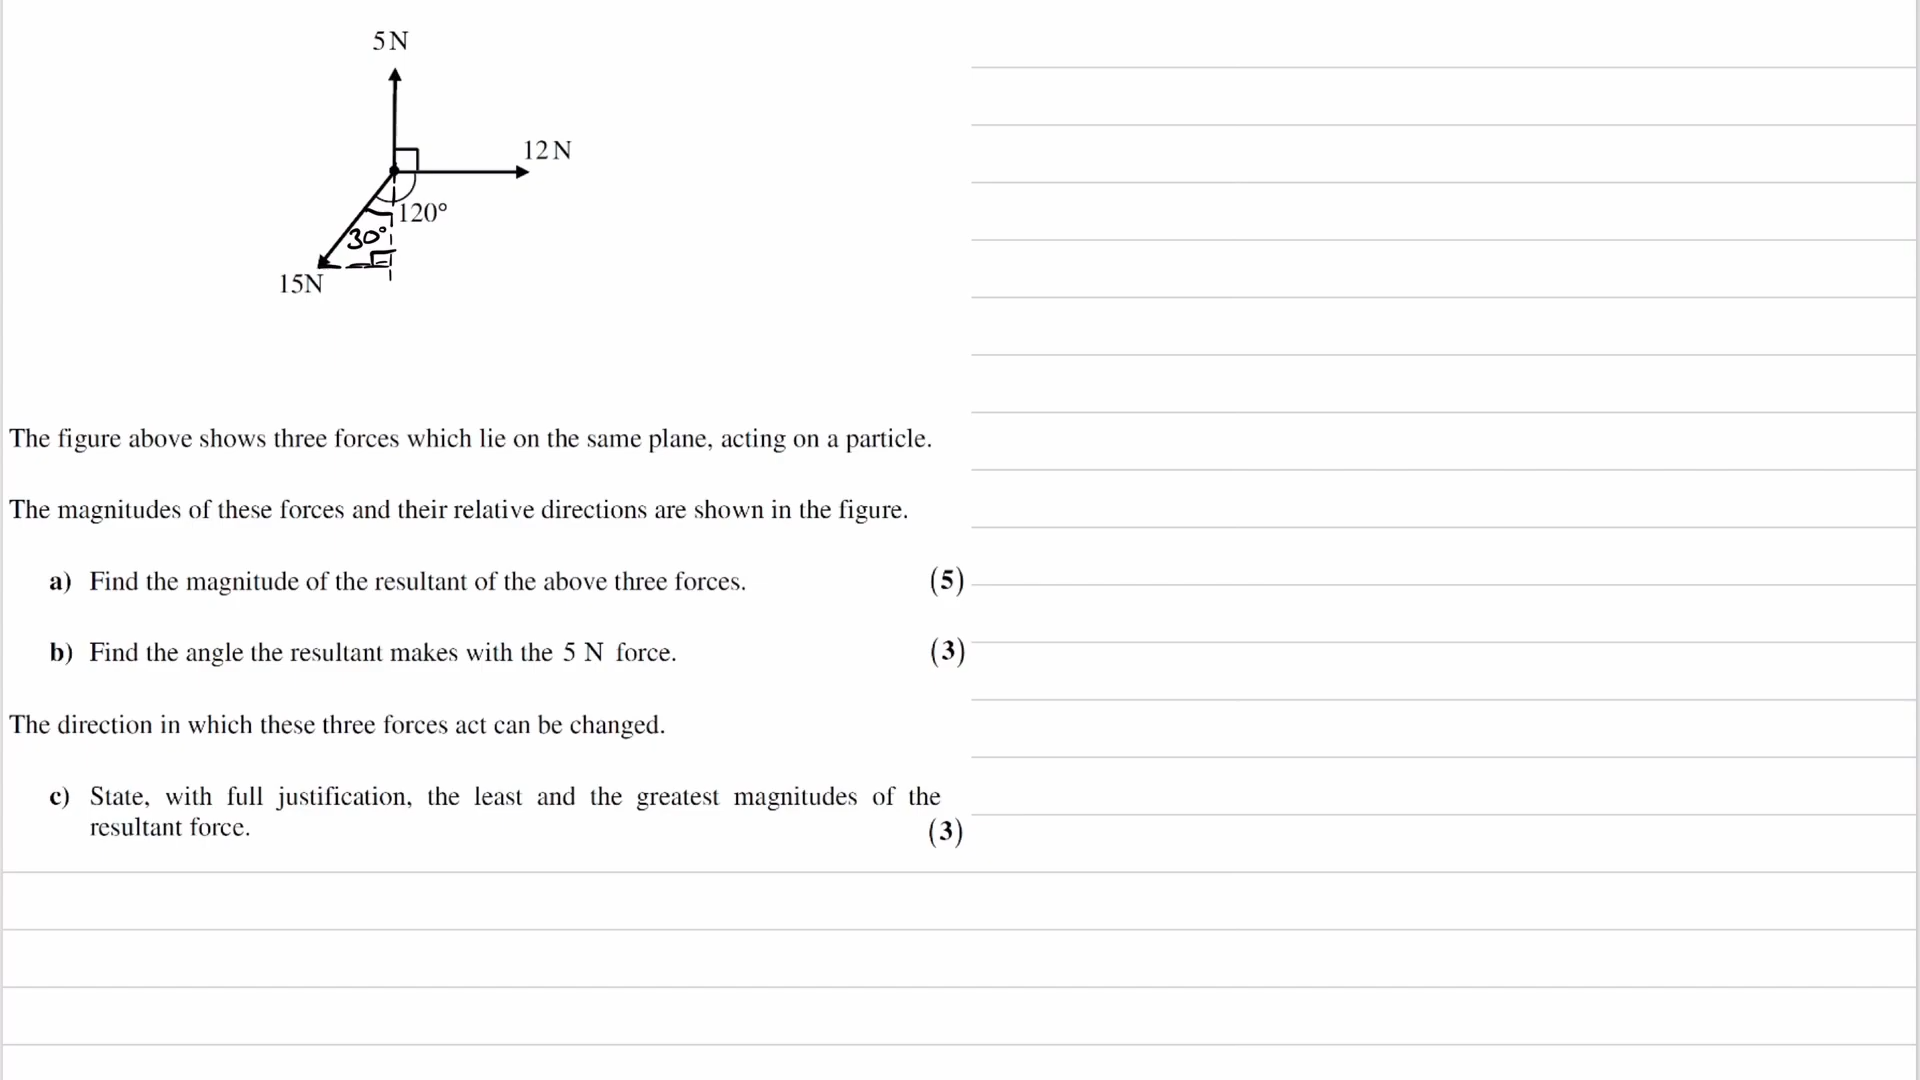 5N
12N
120°
30°
15N
The figure above shows three forces which lie on the same plane, acting on a particle.
The magnitudes of these forces and their relative directions are shown in the figure.
a) Find the magnitude of the resultant of the above three forces. (5)
b) Find the angle the resultant makes with the 5 N force. (3)
The direction in which these three forces act can be changed.
c) State, with full justification, the least and the greatest magnitudes of the
resultant force. (3)